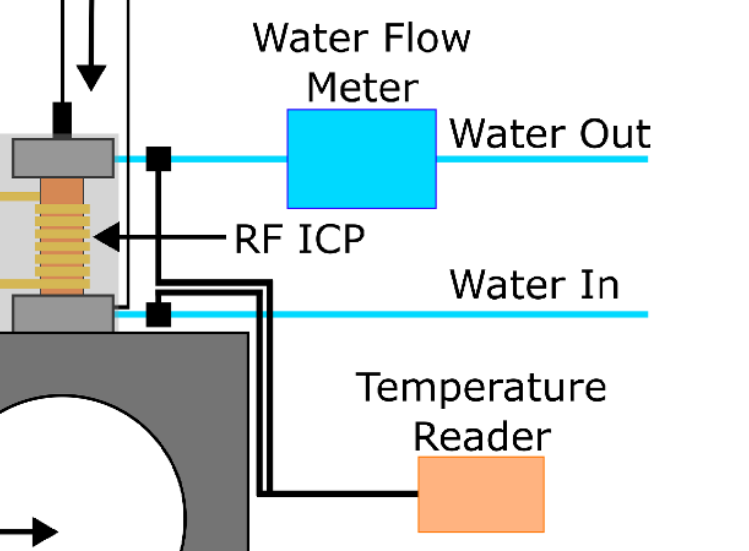 Water Flow
Meter
Water Out
RF ICP
Water In
Temperature
Reader